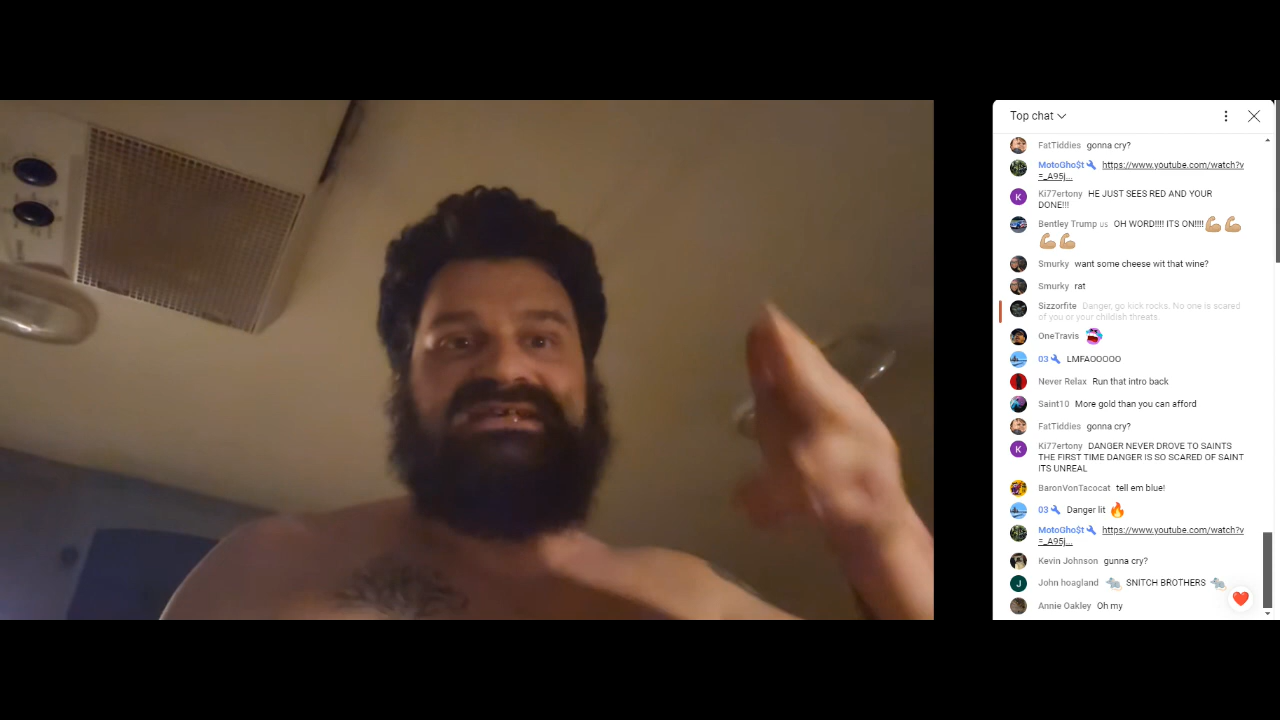 Top chat
FatTiddies gonna cry?
MotoGho$t https://www.youtube.com/watch?v
=_A95j...
Ki77ertony HE JUST SEES RED AND YOUR
DONE!!!
Bentley Trump us OH WORD!!!! ITS ON!!!!💪🏼💪🏼
💪🏼💪🏼
Smurky want some cheese wit that wine?
Smurky rat
Sizzorfite Danger, go kick rocks. No one is scared
of you or your childish threats.
OneTravis
03 LMFAOOOOO
Never Relax Run that intro back
Saint10 More gold than you can afford
FatTiddies gonna cry?
K
Ki77ertony DANGER NEVER DROVE TO SAINTS
THE FIRST TIME DANGER IS SO SCARED OF SAINT
ITS UNREAL
BaronVonTacocat tell em blue!
03 Danger lit 🔥
MotoGho$t https://www.youtube.com/watch?v
=_A95j...
Kevin Johnson gunna cry?
J
John hoagland 🐀 SNITCH BROTHERS 🐀
Annie Oakley Oh my